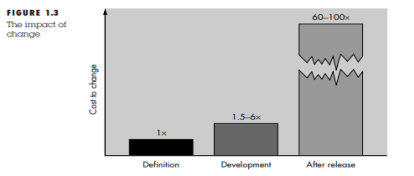 FIGURE 1.3
The impact of
change
60–100×
Cost to change
1.5–6×
1×
Definition
Development
After release